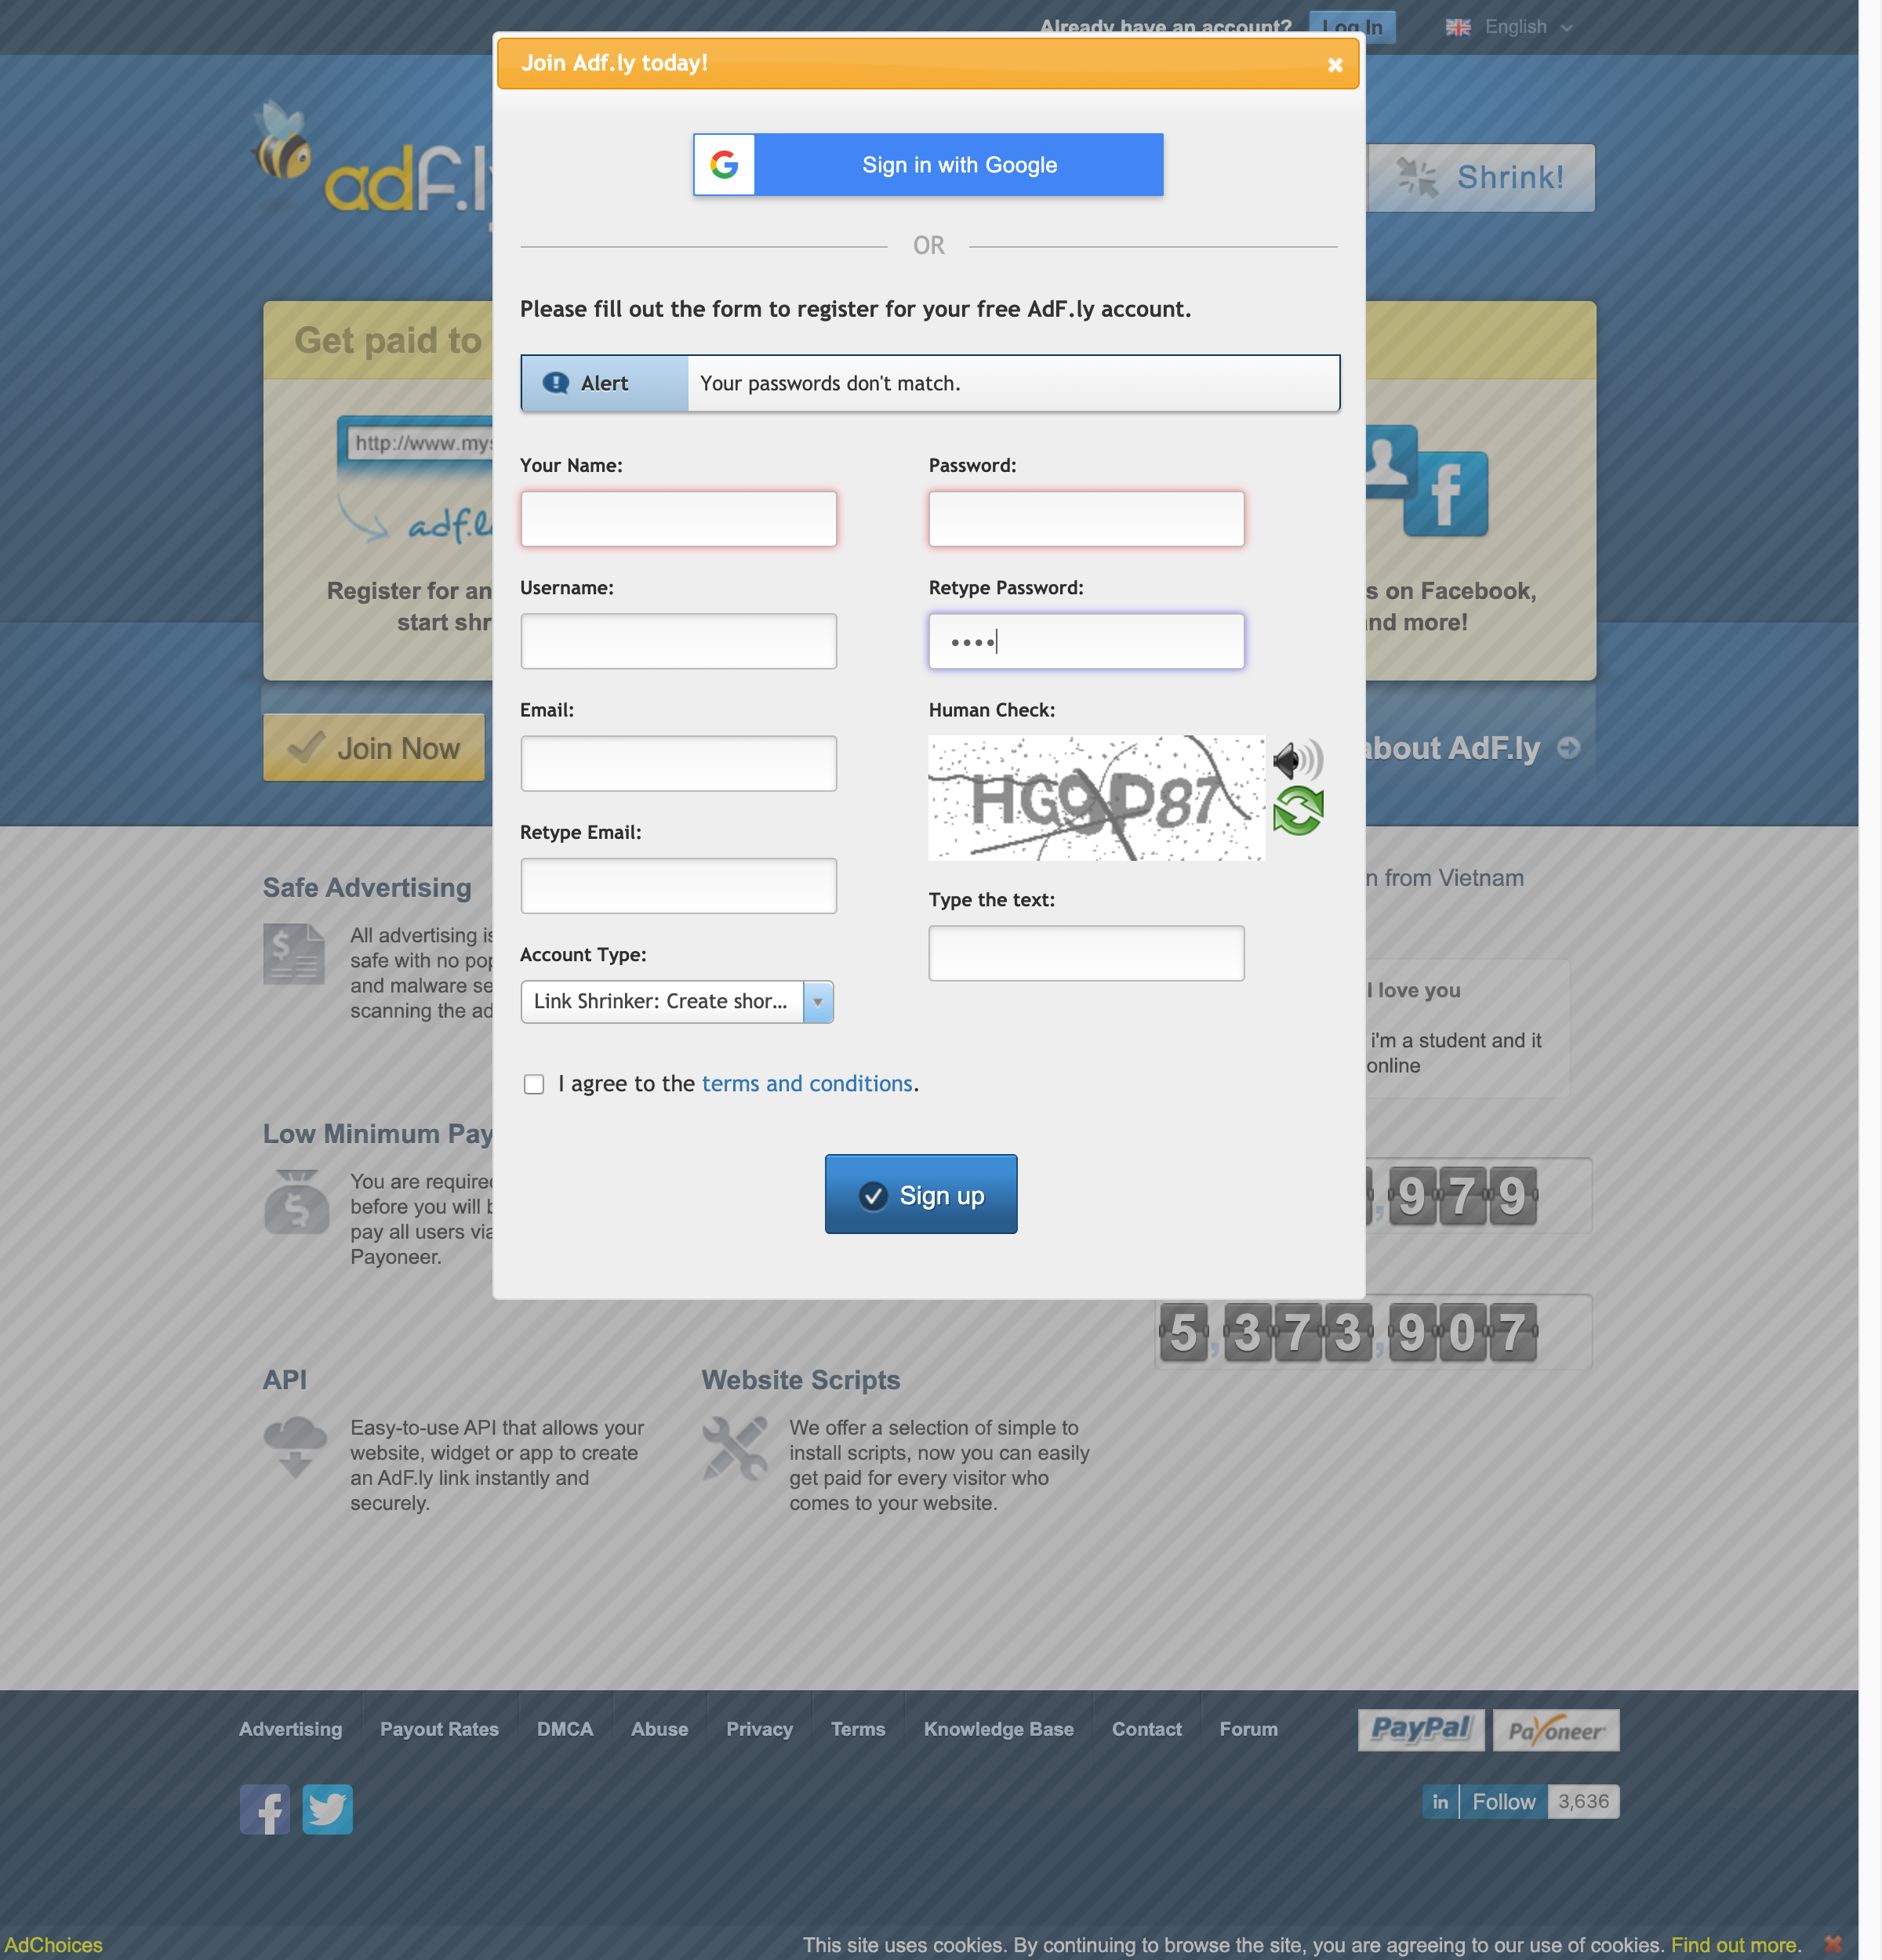 Already have an account?
Log In
English
Join Adf.ly today!
adf.ly
Sign in with Google
Shrink!
OR
Please fill out the form to register for your free AdF.ly account.
Get paid to
Alert
Your passwords don't match.
http://www.mys
adf.l
Your Name:
Password:
Register for an
start shr
Username:
Retype Password:
s on Facebook,
nd more!
Email:
Human Check:
Join Now
about AdF.ly
Retype Email:
Type the text:
Safe Advertising
n from Vietnam
All advertising is
safe with no pop
and malware se
scanning the ad
Account Type:
Link Shrinker: Create shor...
I love you
i'm a student and it
online
I agree to the terms and conditions.
Low Minimum Pay
You are required
before you will b
pay all users via
Payoneer.
Sign up
,979
5,373,907
API
Easy-to-use API that allows your
website, widget or app to create
an AdF.ly link instantly and
securely.
Website Scripts
We offer a selection of simple to
install scripts, now you can easily
get paid for every visitor who
comes to your website.
Advertising
Payout Rates
DMCA
Abuse
Privacy
Terms
Knowledge Base
Contact
Forum
PayPal
Payoneer
in Follow 3,636
AdChoices
This site uses cookies. By continuing to browse the site, you are agreeing to our use of cookies. Find out more.